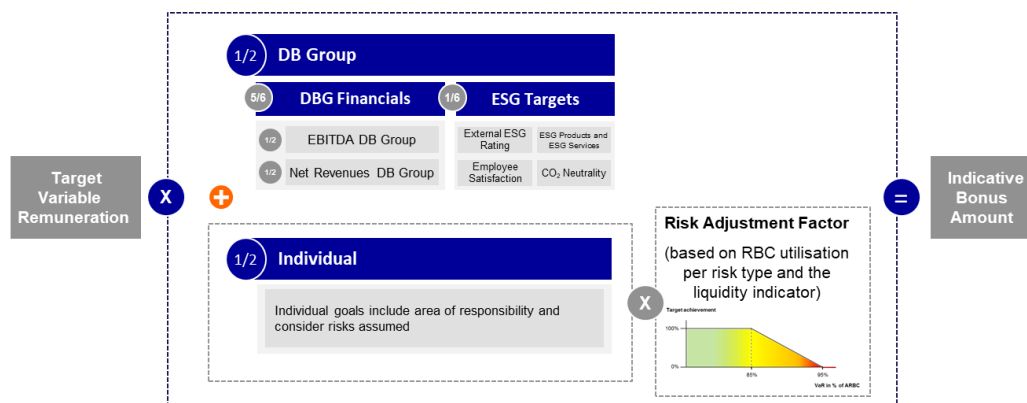 1/2 DB Group
5/6 DBG Financials
1/6 ESG Targets
1/2 EBITDA DB Group
1/2 Net Revenues DB Group
External ESG
Rating
ESG Products and
ESG Services
Employee
Satisfaction
CO₂ Neutrality
Target
Variable
Remuneration
X
+
=
Indicative
Bonus
Amount
1/2 Individual
Individual goals include area of responsibility and
consider risks assumed
X
Risk Adjustment Factor
(based on RBC utilisation
per risk type and the
liquidity indicator)
Target achievement
100%
0%
85%
95%
VaR in % of ARBC